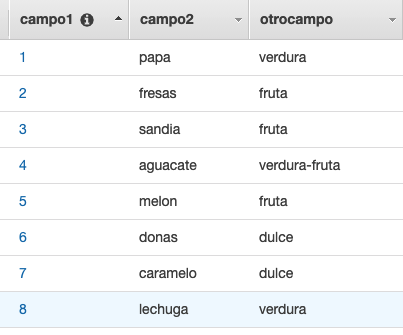 campo1 campo2 otrocampo
1 papa verdura
2 fresas fruta
3 sandia fruta
4 aguacate verdura-fruta
5 melon fruta
6 donas dulce
7 caramelo dulce
8 lechuga verdura